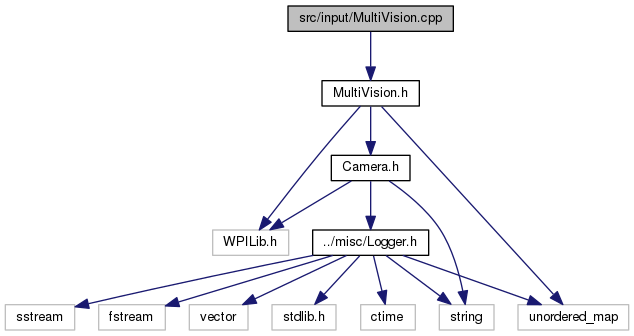 src/input/MultiVision.cpp
MultiVision.h
Camera.h
WPILib.h
../misc/Logger.h
sstream
fstream
vector
stdlib.h
ctime
string
unordered_map